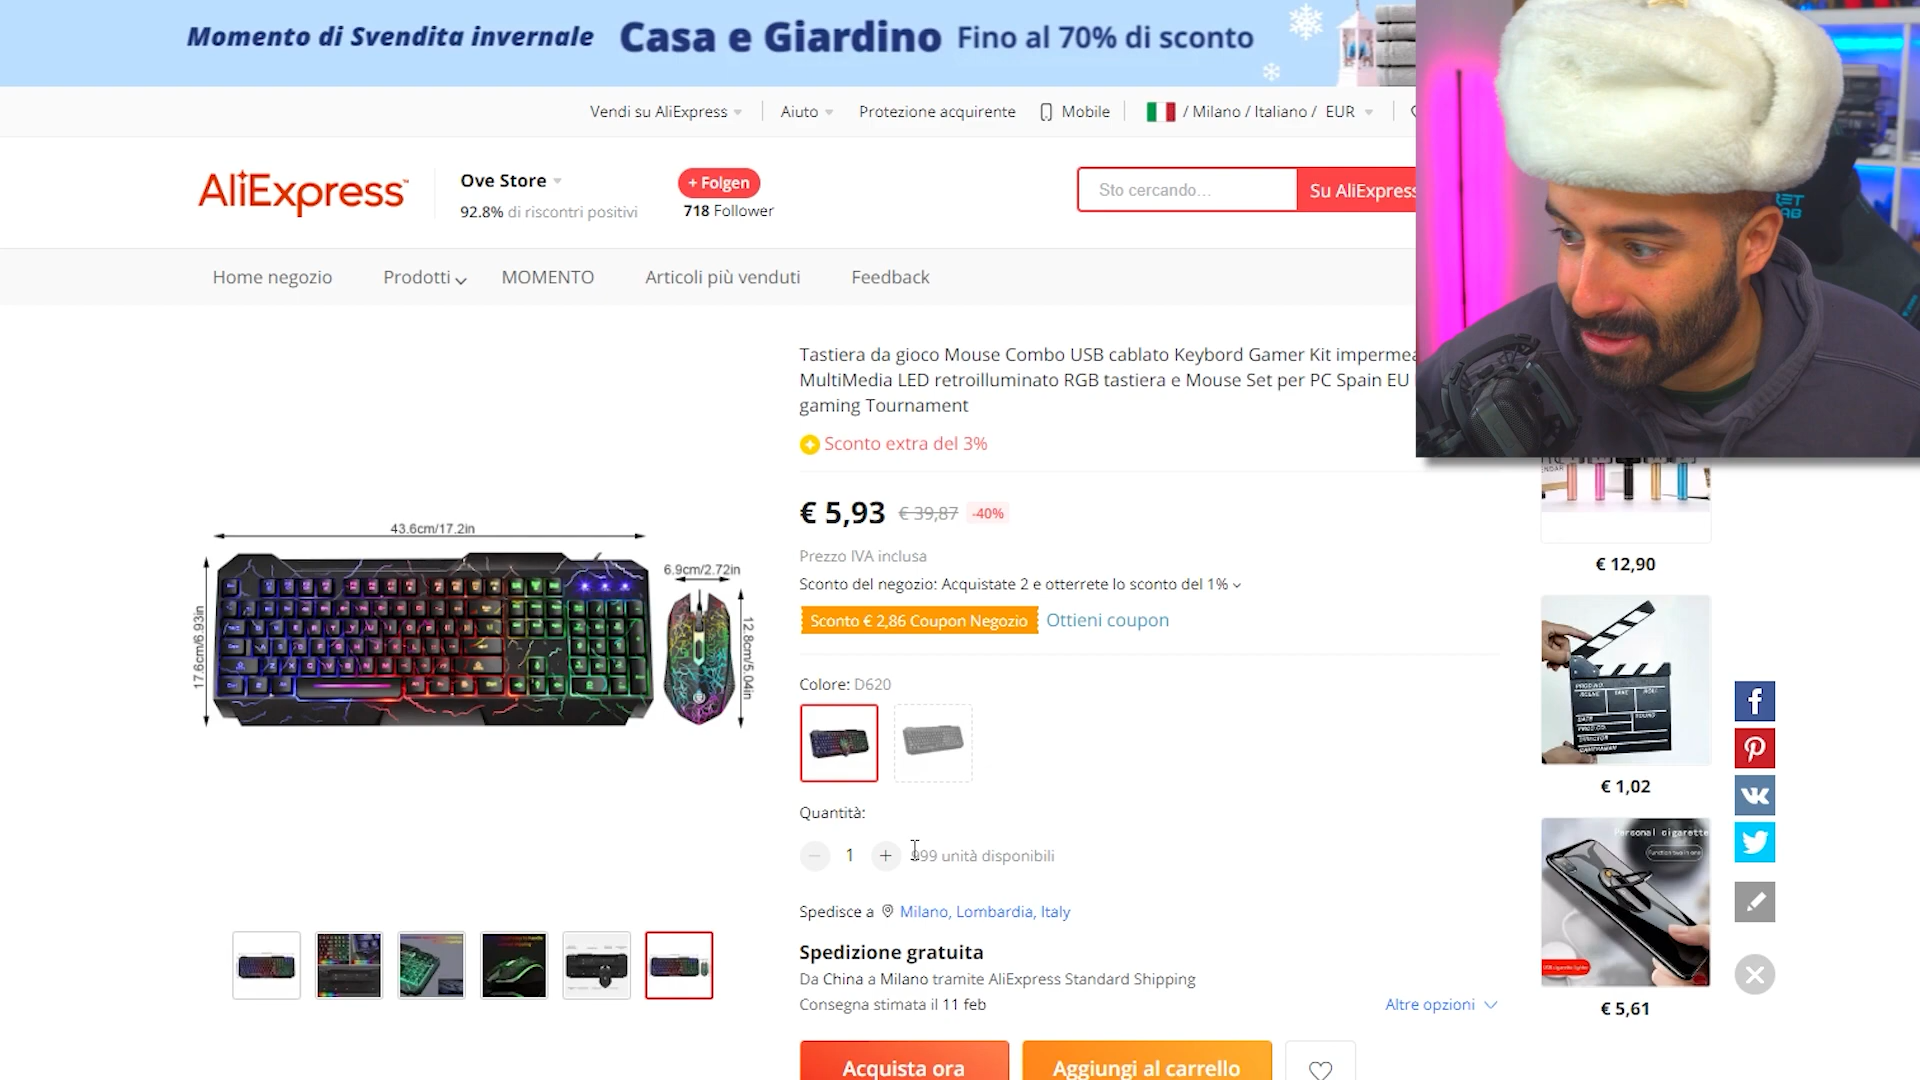 Momento di Svendita invernale Casa e Giardino Fino al 70% di sconto
Vendi su AliExpress Aiuto Protezione acquirente Mobile / Milano / Italiano / EUR
AliExpress™
Ove Store
92.8% di riscontri positivi
+ Folgen
718 Follower
Sto cercando...
Su AliExpress
Home negozio Prodotti MOMENTO Articoli più venduti Feedback
Tastiera da gioco Mouse Combo USB cablato Keybord Gamer Kit impermea
MultiMedia LED retroilluminato RGB tastiera e Mouse Set per PC Spain EU
gaming Tournament
Sconto extra del 3%
€ 5,93 € 39,87 -40%
Prezzo IVA inclusa
Sconto del negozio: Acquistate 2 e otterrete lo sconto del 1%
Sconto € 2,86 Coupon Negozio Ottieni coupon
43.6cm/17.2in
6.9cm/2.72in
17.6cm/6.93in
12.8cm/5.04in
Colore: D620
Quantità:
1
999 unità disponibili
Spedisce a Milano, Lombardia, Italy
Spedizione gratuita
Da China a Milano tramite AliExpress Standard Shipping
Consegna stimata il 11 feb
Altre opzioni
Acquista ora
Aggiungi al carrello
€ 12,90
€ 1,02
Personal cigarette
€ 5,61